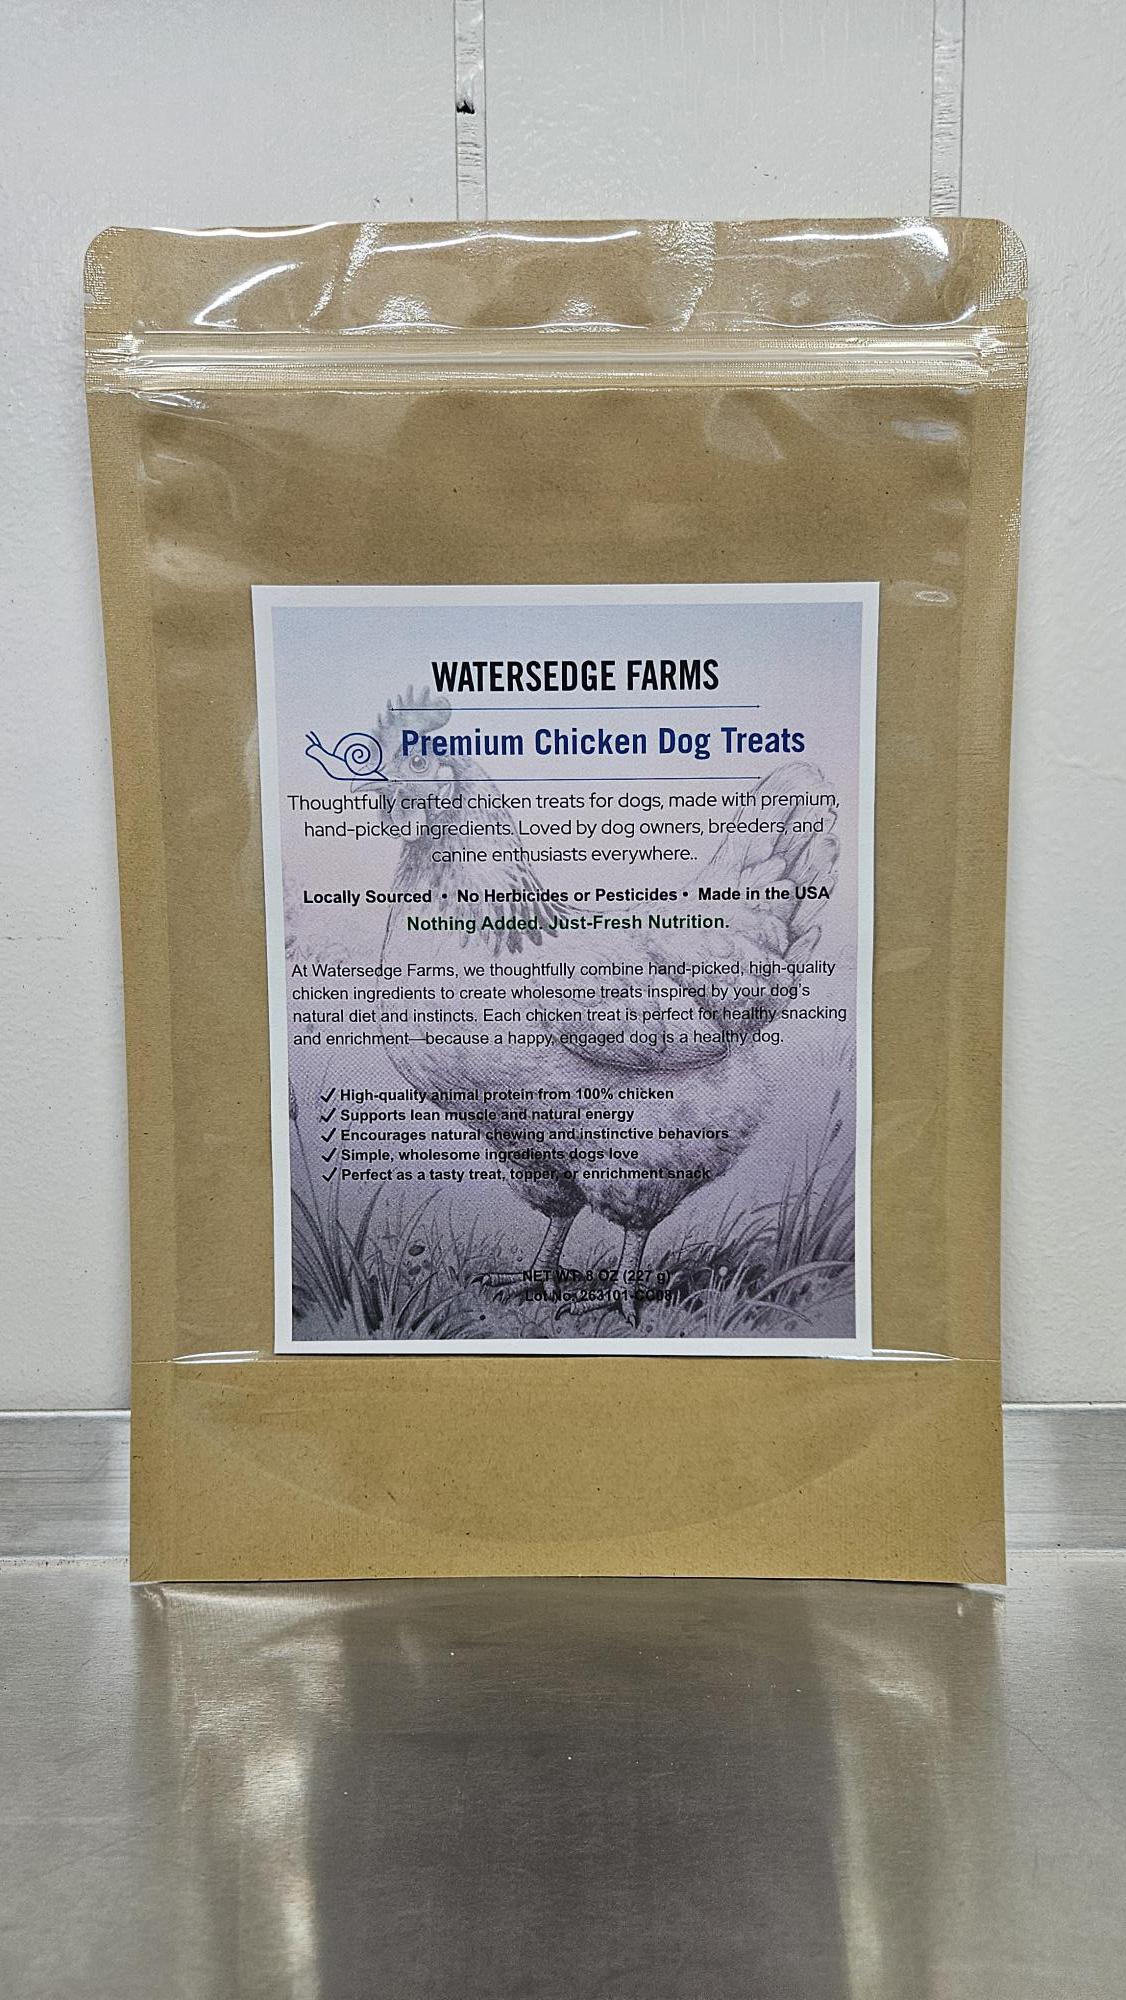 WATERSEDGE FARMS
Premium Chicken Dog Treats
Thoughtfully crafted chicken treats for dogs, made with premium,
hand-picked ingredients. Loved by dog owners, breeders, and
canine enthusiasts everywhere..
Locally Sourced • No Herbicides or Pesticides • Made in the USA
Nothing Added. Just-Fresh Nutrition.
At Watersedge Farms, we thoughtfully combine hand-picked, high-quality
chicken ingredients to create wholesome treats inspired by your dog's
natural diet and instincts. Each chicken treat is perfect for healthy snacking
and enrichment—because a happy, engaged dog is a healthy dog.
✓ High-quality animal protein from 100% chicken
✓ Supports lean muscle and natural energy
✓ Encourages natural chewing and instinctive behaviors
✓ Simple, wholesome ingredients dogs love
✓ Perfect as a tasty treat, topper, or enrichment snack
NET WT. 8 OZ (227 g)
Lot No. 263101-CC08